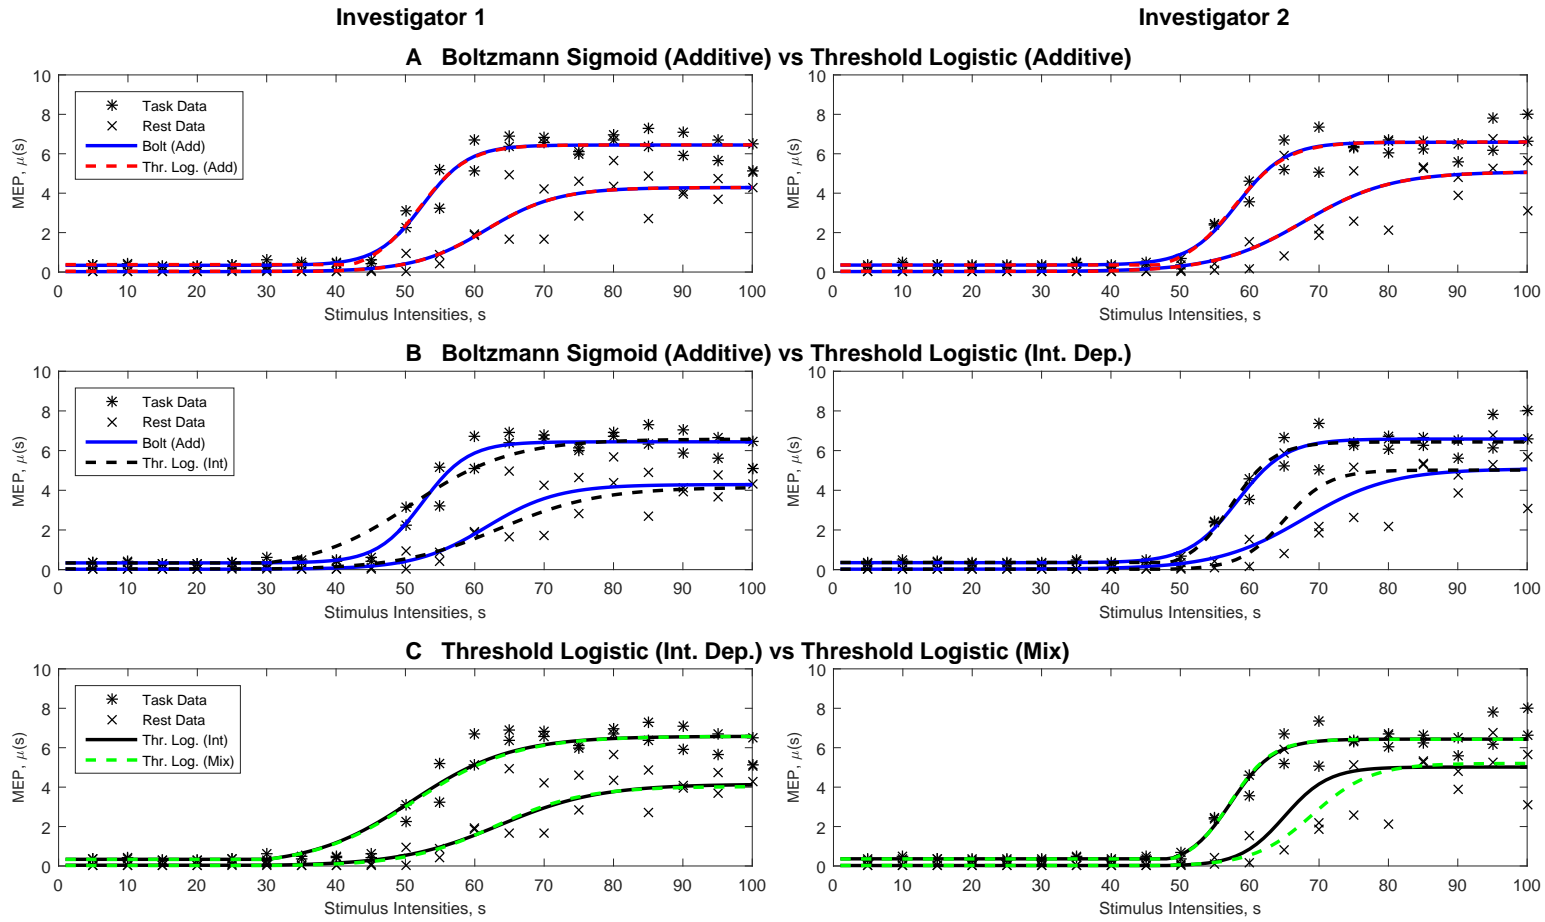 Investigator 1
Investigator 2
A Boltzmann Sigmoid (Additive) vs Threshold Logistic (Additive)
10
8
6
4
2
0
MEP, μ(s)
Task Data
Rest Data
Bolt (Add)
Thr. Log. (Add)
0 10 20 30 40 50 60 70 80 90 100
Stimulus Intensities, s
10
8
6
4
2
0
MEP, μ(s)
0 10 20 30 40 50 60 70 80 90 100
Stimulus Intensities, s
B Boltzmann Sigmoid (Additive) vs Threshold Logistic (Int. Dep.)
10
8
6
4
2
0
MEP, μ(s)
Task Data
Rest Data
Bolt (Add)
Thr. Log. (Int)
0 10 20 30 40 50 60 70 80 90 100
Stimulus Intensities, s
10
8
6
4
2
0
MEP, μ(s)
0 10 20 30 40 50 60 70 80 90 100
Stimulus Intensities, s
C Threshold Logistic (Int. Dep.) vs Threshold Logistic (Mix)
10
8
6
4
2
0
MEP, μ(s)
Task Data
Rest Data
Thr. Log. (Int)
Thr. Log. (Mix)
0 10 20 30 40 50 60 70 80 90 100
Stimulus Intensities, s
10
8
6
4
2
0
MEP, μ(s)
0 10 20 30 40 50 60 70 80 90 100
Stimulus Intensities, s